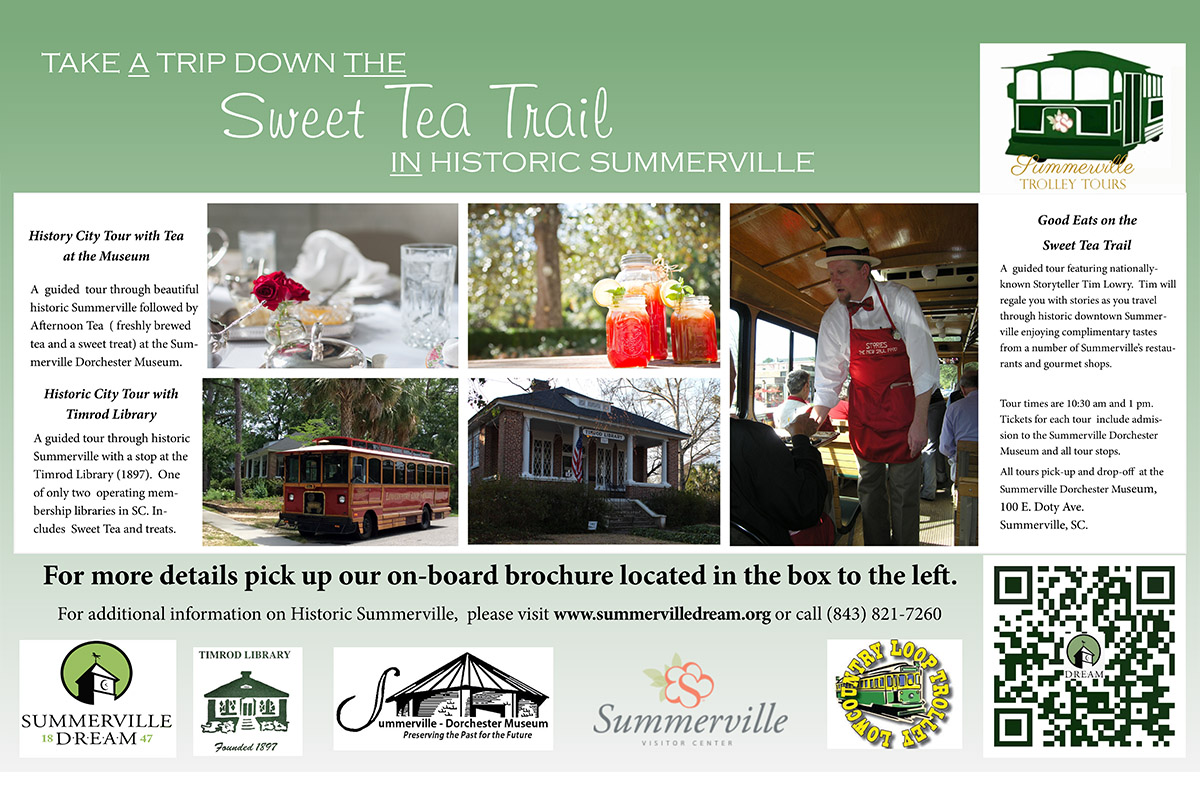 TAKE A TRIP DOWN THE
Sweet Tea Trail
IN HISTORIC SUMMERVILLE
Summerville
TROLLEY TOURS
History City Tour with Tea
at the Museum
A guided tour through beautiful
historic Summerville followed by
Afternoon Tea ( freshly brewed
tea and a sweet treat) at the Sum-
merville Dorchester Museum.
Historic City Tour with
Timrod Library
A guided tour through historic
Summerville with a stop at the
Timrod Library (1897). One
of only two operating mem-
bership libraries in SC. In-
cludes Sweet Tea and treats.
TIMROD LIBRARY
STORIES
Good Eats on the
Sweet Tea Trail
A guided tour featuring nationally-
known Storyteller Tim Lowry. Tim will
regale you with stories as you travel
through historic downtown Summer-
ville enjoying complimentary tastes
from a number of Summerville's restau-
rants and gourmet shops.
Tour times are 10:30 am and 1 pm.
Tickets for each tour include admis-
sion to the Summerville Dorchester
Museum and all tour stops.
All tours pick-up and drop-off at the
Summerville Dorchester Museum,
100 E. Doty Ave.
Summerville, SC.
For more details pick up our on-board brochure located in the box to the left.
For additional information on Historic Summerville, please visit www.summervilledream.org or call (843) 821-7260
SUMMERVILLE
18 D·R·E·A·M 47
TIMROD LIBRARY
Founded 1897
Summerville - Dorchester Museum
Preserving the Past for the Future
Summerville
VISITOR CENTER
LOWCOUNTRY LOOP TROLLEY
DREAM